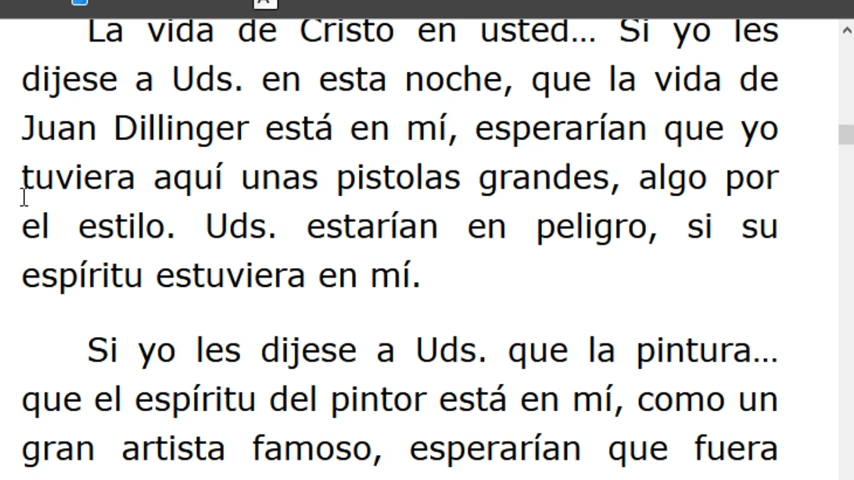 La vida de Cristo en usted... Si yo les
dijese a Uds. en esta noche, que la vida de
Juan Dillinger está en mí, esperarían que yo
tuviera aquí unas pistolas grandes, algo por
el estilo. Uds. estarían en peligro, si su
espíritu estuviera en mí.
Si yo les dijese a Uds. que la pintura...
que el espíritu del pintor está en mí, como un
gran artista famoso, esperarían que fuera